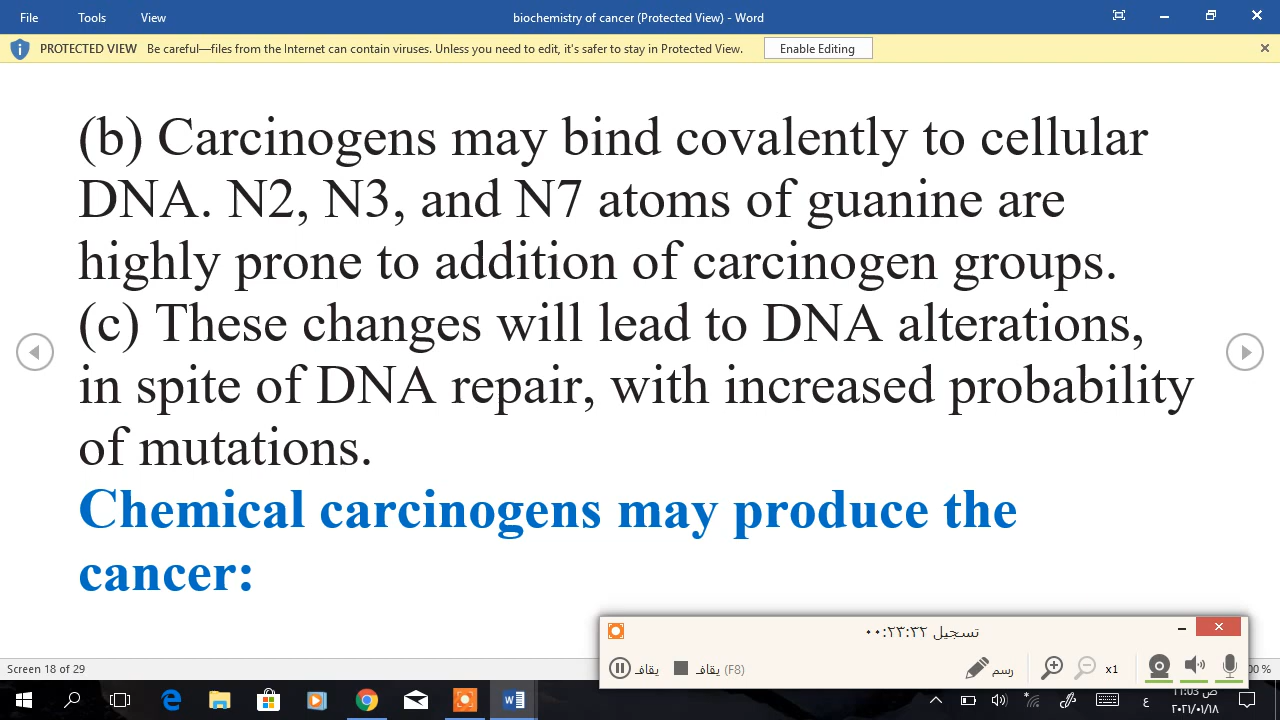 File Tools View biochemistry of cancer (Protected View) - Word
PROTECTED VIEW Be careful—files from the Internet can contain viruses. Unless you need to edit, it's safer to stay in Protected View. Enable Editing
(b) Carcinogens may bind covalently to cellular
DNA. N2, N3, and N7 atoms of guanine are
highly prone to addition of carcinogen groups.
(c) These changes will lead to DNA alterations,
in spite of DNA repair, with increased probability
of mutations.
Chemical carcinogens may produce the
cancer:
تسجيل ٠٠:٢٣:٣٢
يقاف يقاف (F8) رسم x1
Screen 18 of 29
ع
ص ١١:٠٣
٢٠٢١/٠١/١٨